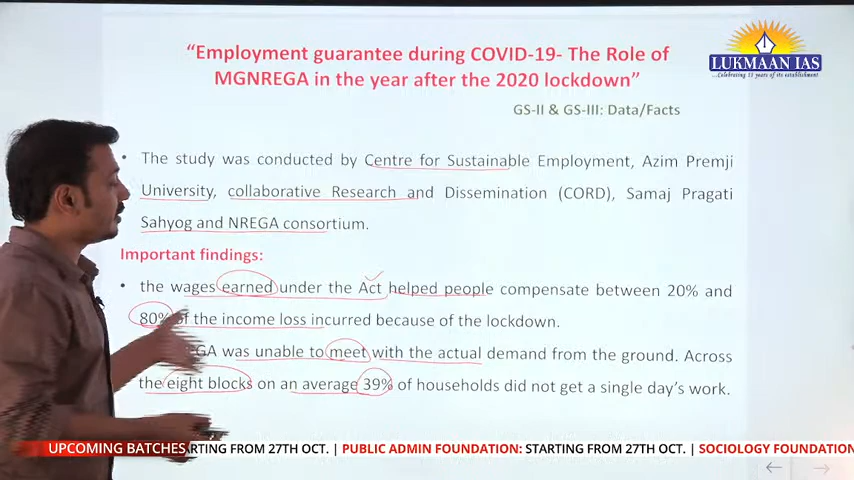 “Employment guarantee during COVID-19- The Role of
MGNREGA in the year after the 2020 lockdown”
LUKMAAN IAS
...Celebrating 11 years of its establishment
GS-II & GS-III: Data/Facts
• The study was conducted by Centre for Sustainable Employment, Azim Premji
University, collaborative Research and Dissemination (CORD), Samaj Pragati
Sahyog and NREGA consortium.
Important findings:
• the wages earned under the Act helped people compensate between 20% and
80% of the income loss incurred because of the lockdown.
GA was unable to meet with the actual demand from the ground. Across
the eight blocks on an average 39% of households did not get a single day’s work.
UPCOMING BATCHES RTING FROM 27TH OCT. | PUBLIC ADMIN FOUNDATION: STARTING FROM 27TH OCT. | SOCIOLOGY FOUNDATION